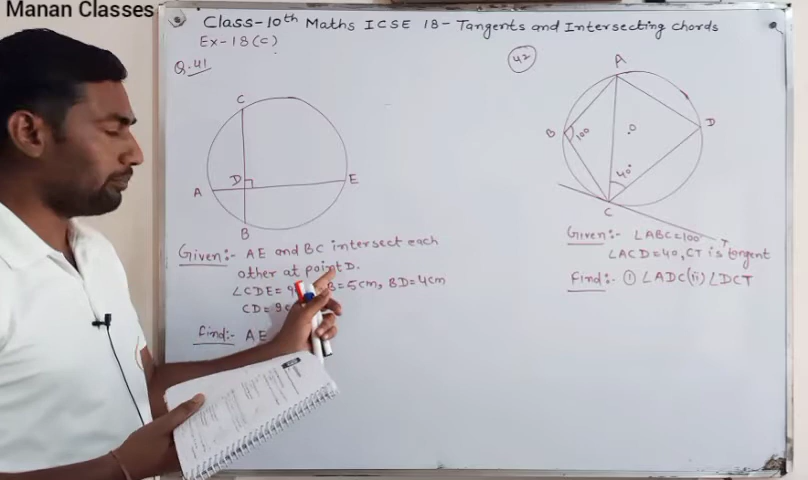 Manan Classes
Class-10th Maths ICSE 18- Tangents and Intersecting chords
Ex-18(c)
Q.41
C
D
A
E
B
Given:- AE and BC intersect each
other at point D.
∠CDE= =5cm, BD=4cm
CD=9
find:- AE
42
A
B
100
.O
D
40°
C
T
Given:- ∠ABC=100°
∠ACD=40, CT is tangent
Find:- (i) ∠ADC (ii) ∠DCT